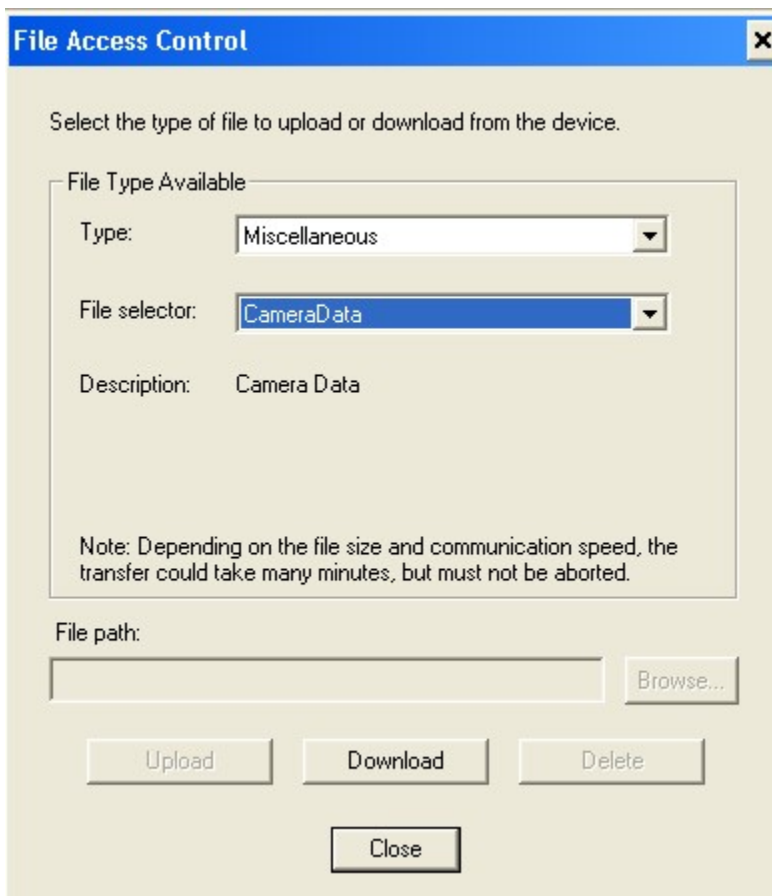 File Access Control
Select the type of file to upload or download from the device.
File Type Available
Type: Miscellaneous
File selector: CameraData
Description: Camera Data
Note: Depending on the file size and communication speed, the
transfer could take many minutes, but must not be aborted.
File path:
Browse...
Upload Download Delete
Close